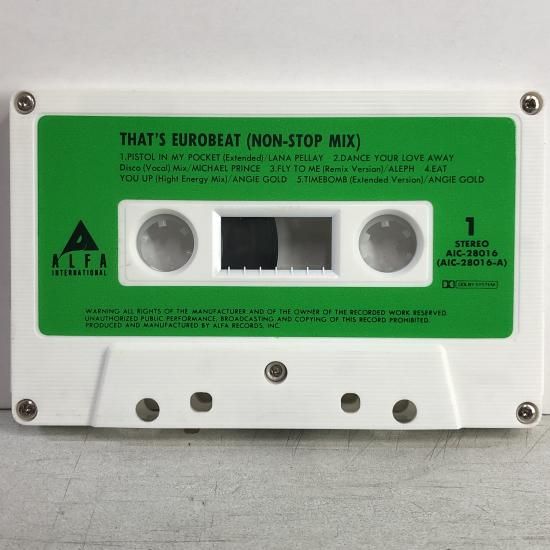 THAT'S EUROBEAT (NON-STOP MIX)
1.PISTOL IN MY POCKET (Extended)/LANA PELLAY 2.DANCE YOUR LOVE AWAY
Disco (Vocal) Mix/MICHAEL PRINCE 3.FLY TO ME (Remix Version)/ALEPH 4.EAT
YOU UP (Hight Energy Mix)/ANGIE GOLD 5.TIMEBOMB (Extended Version)/ANGIE GOLD
ALFA
INTERNATIONAL
1
STEREO
AIC-28016
(AIC-28016-A)
DOLBY SYSTEM
WARNING ALL RIGHTS OF THE MANUFACTURER AND OF THE OWNER OF THE RECORDED WORK RESERVED.
UNAUTHORIZED PUBLIC PERFORMANCE, BROADCASTING AND COPYING OF THIS RECORD PROHIBITED.
PRODUCED AND MANUFACTURED BY ALFA RECORDS, INC.